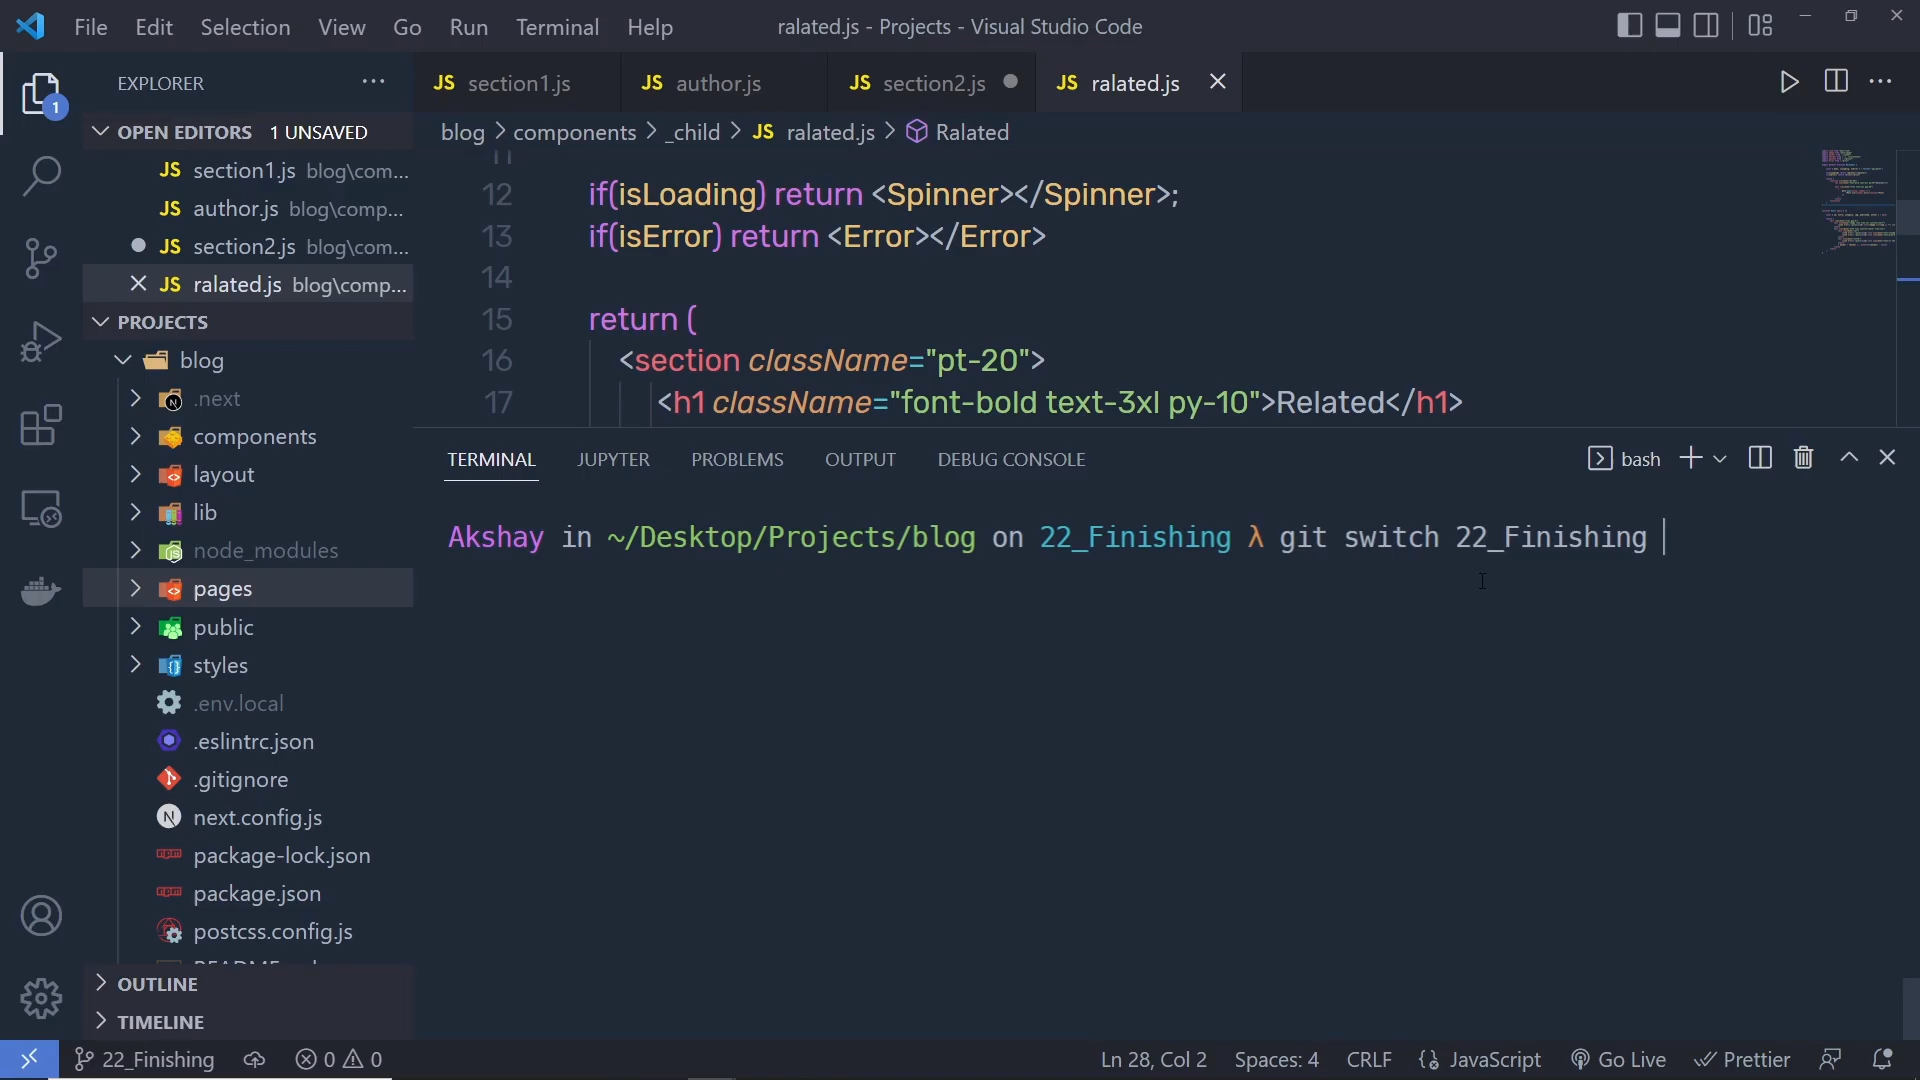 File Edit Selection View Go Run Terminal Help
ralated.js - Projects - Visual Studio Code
EXPLORER
OPEN EDITORS 1 UNSAVED
JS section1.js blog\com...
JS author.js blog\comp...
JS section2.js blog\com...
JS ralated.js blog\comp...
PROJECTS
blog
.next
components
layout
lib
node_modules
pages
public
styles
.env.local
.eslintrc.json
.gitignore
next.config.js
package-lock.json
package.json
postcss.config.js
OUTLINE
TIMELINE
JS section1.js JS author.js JS section2.js JS ralated.js
blog > components > _child > JS ralated.js > Ralated
11
12 if(isLoading) return <Spinner></Spinner>;
13 if(isError) return <Error></Error>
14
15 return (
16 <section className="pt-20">
17 <h1 className="font-bold text-3xl py-10">Related</h1>
TERMINAL JUPYTER PROBLEMS OUTPUT DEBUG CONSOLE
bash
Akshay in ~/Desktop/Projects/blog on 22_Finishing λ git switch 22_Finishing
22_Finishing 0 0
Ln 28, Col 2 Spaces: 4 CRLF JavaScript Go Live Prettier
1